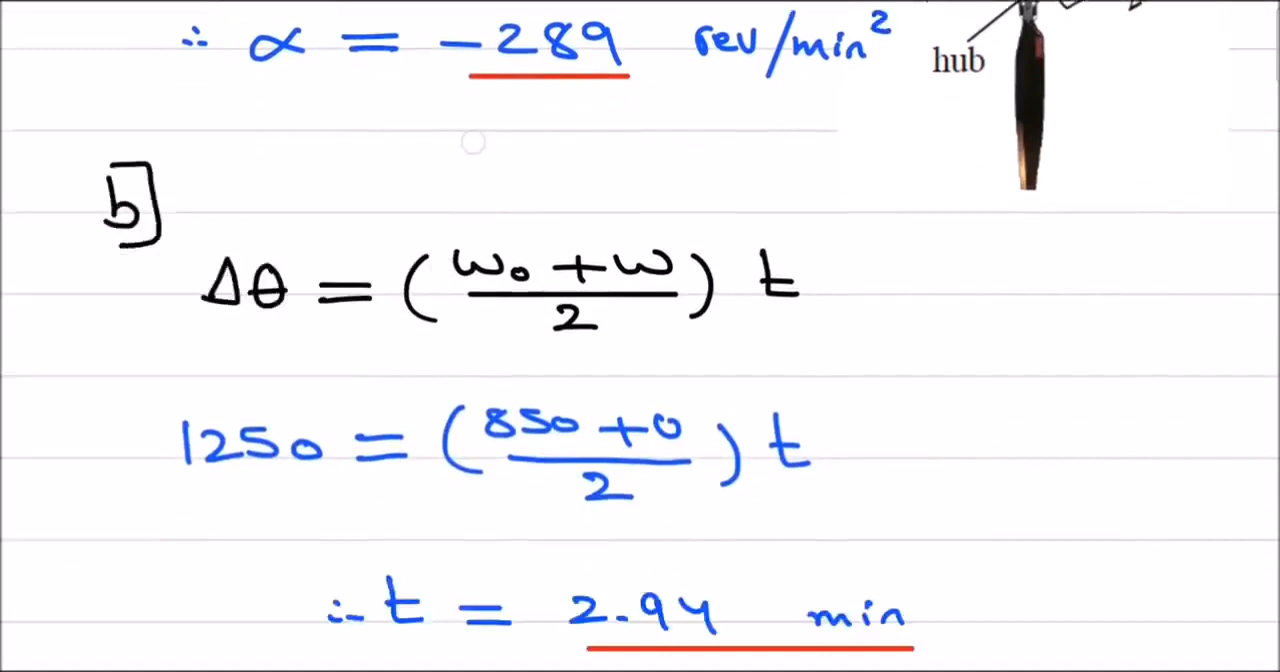 ∴ α = -289 rev/min²
hub
b]
Δθ = (ω₀ + ω / 2) t
1250 = (850 + 0 / 2) t
∴ t = 2.94 min